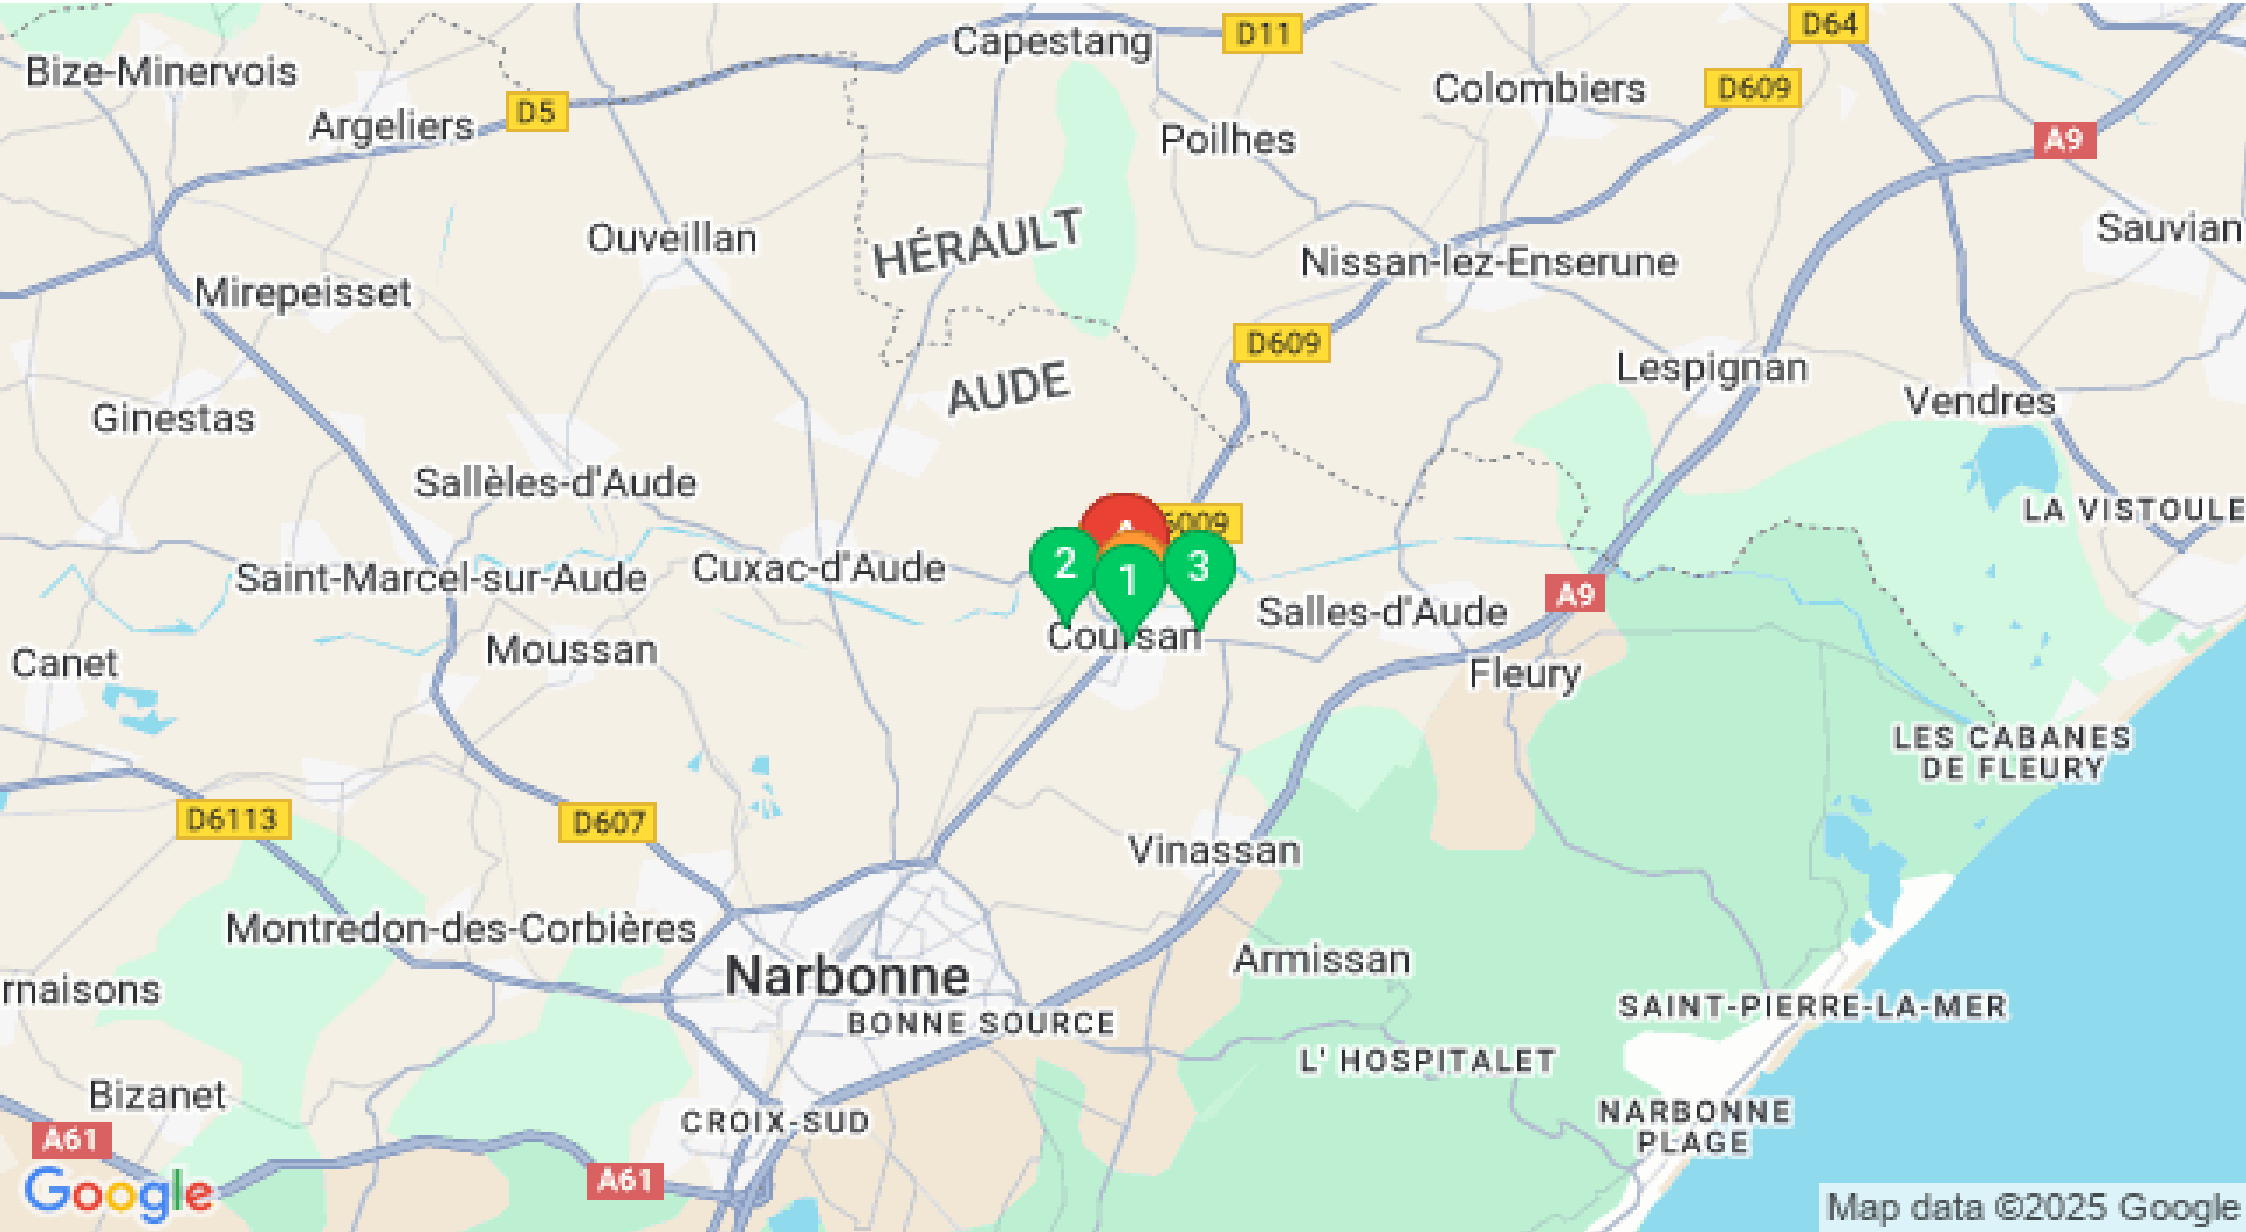 Capestang
D11
D64
Bize-Minervois
Colombiers
D609
Argeliers
D5
Poilhes
A9
HÉRAULT
Sauvian
Ouveillan
Nissan-lez-Enserune
Mirepeisset
D609
Lespignan
AUDE
Vendres
Ginestas
Sallèles-d'Aude
LA VISTOULE
6009
A
2
1
3
Saint-Marcel-sur-Aude
Cuxac-d'Aude
A9
Salles-d'Aude
Coursan
Moussan
Canet
Fleury
LES CABANES
DE FLEURY
D6113
D607
Vinassan
Montredon-des-Corbières
Narbonne
Armissan
rnaisons
BONNE SOURCE
SAINT-PIERRE-LA-MER
L' HOSPITALET
Bizanet
CROIX-SUD
NARBONNE
PLAGE
A61
A61
Google
Map data ©2025 Google